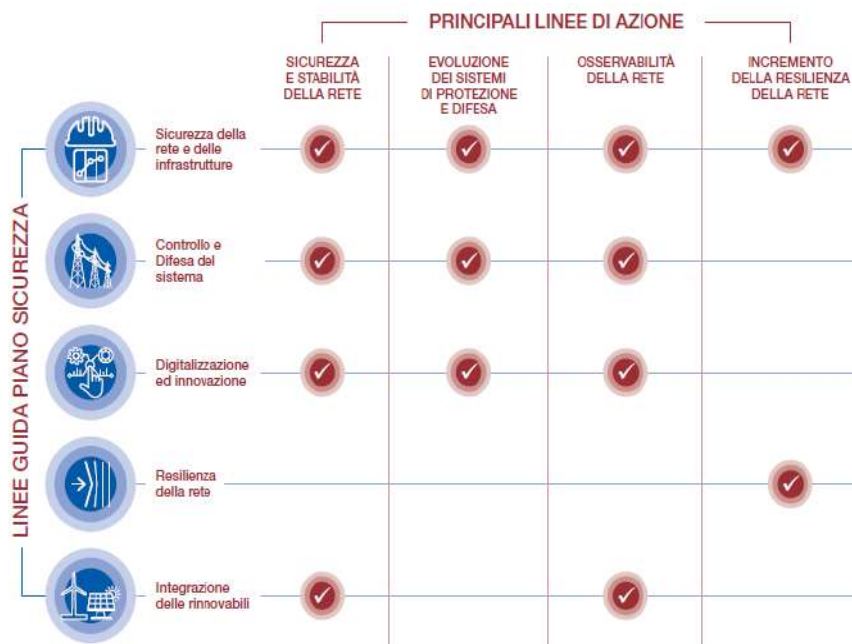 PRINCIPALI LINEE DI AZIONE
SICUREZZA
E STABILITÀ
DELLA RETE
EVOLUZIONE
DEI SISTEMI
DI PROTEZIONE
E DIFESA
OSSERVABILITÀ
DELLA RETE
INCREMENTO
DELLA RESILIENZA
DELLA RETE
LINEE GUIDA PIANO SICUREZZA
Sicurezza della
rete e delle
infrastrutture
Controllo e
Difesa del
sistema
Digitalizzazione
ed innovazione
Resilienza
della rete
Integrazione
delle rinnovabili